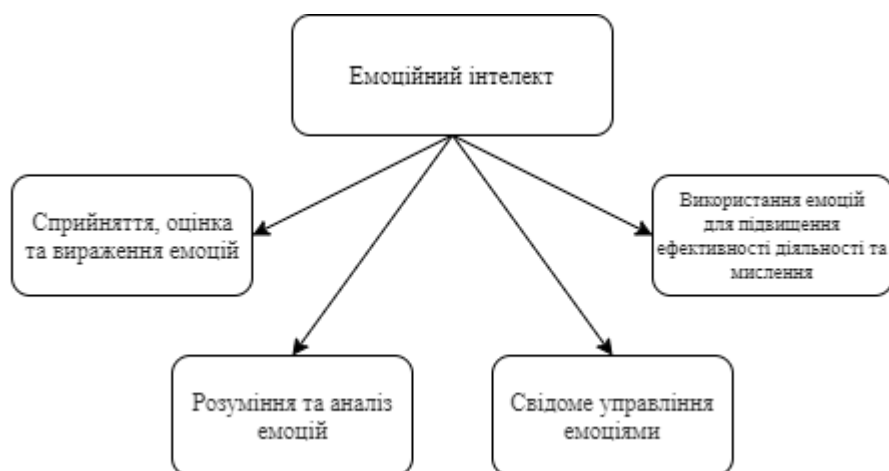 Емоційний інтелект
Сприйняття, оцінка
та вираження емоцій
Використання емоцій
для підвищення
ефективності діяльності та
мислення
Розуміння та аналіз
емоцій
Свідоме управління
емоціями